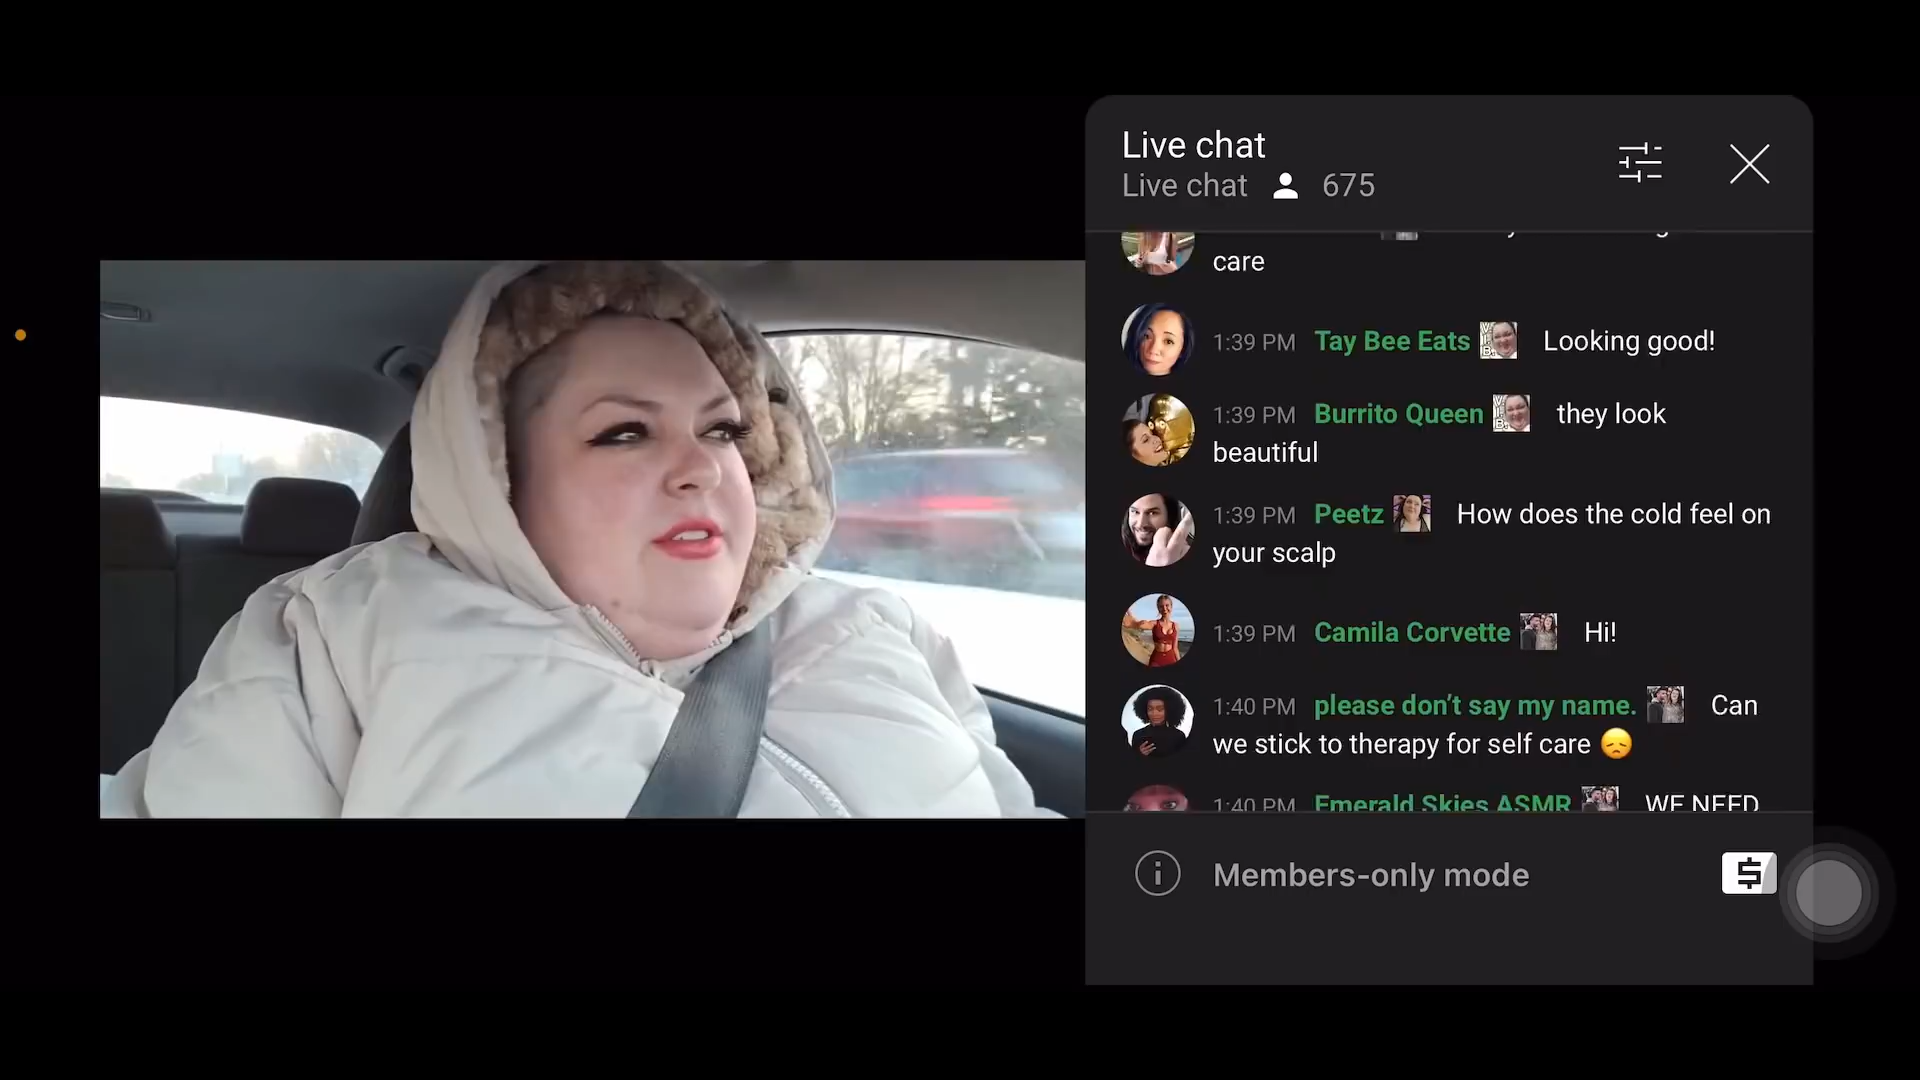 Live chat
Live chat 675
care
1:39 PM Tay Bee Eats Looking good!
1:39 PM Burrito Queen they look
beautiful
1:39 PM Peetz How does the cold feel on
your scalp
1:39 PM Camila Corvette Hi!
1:40 PM please don’t say my name. Can
we stick to therapy for self care
1:40 PM Emerald Skies ASMR WE NEED
Members-only mode
$